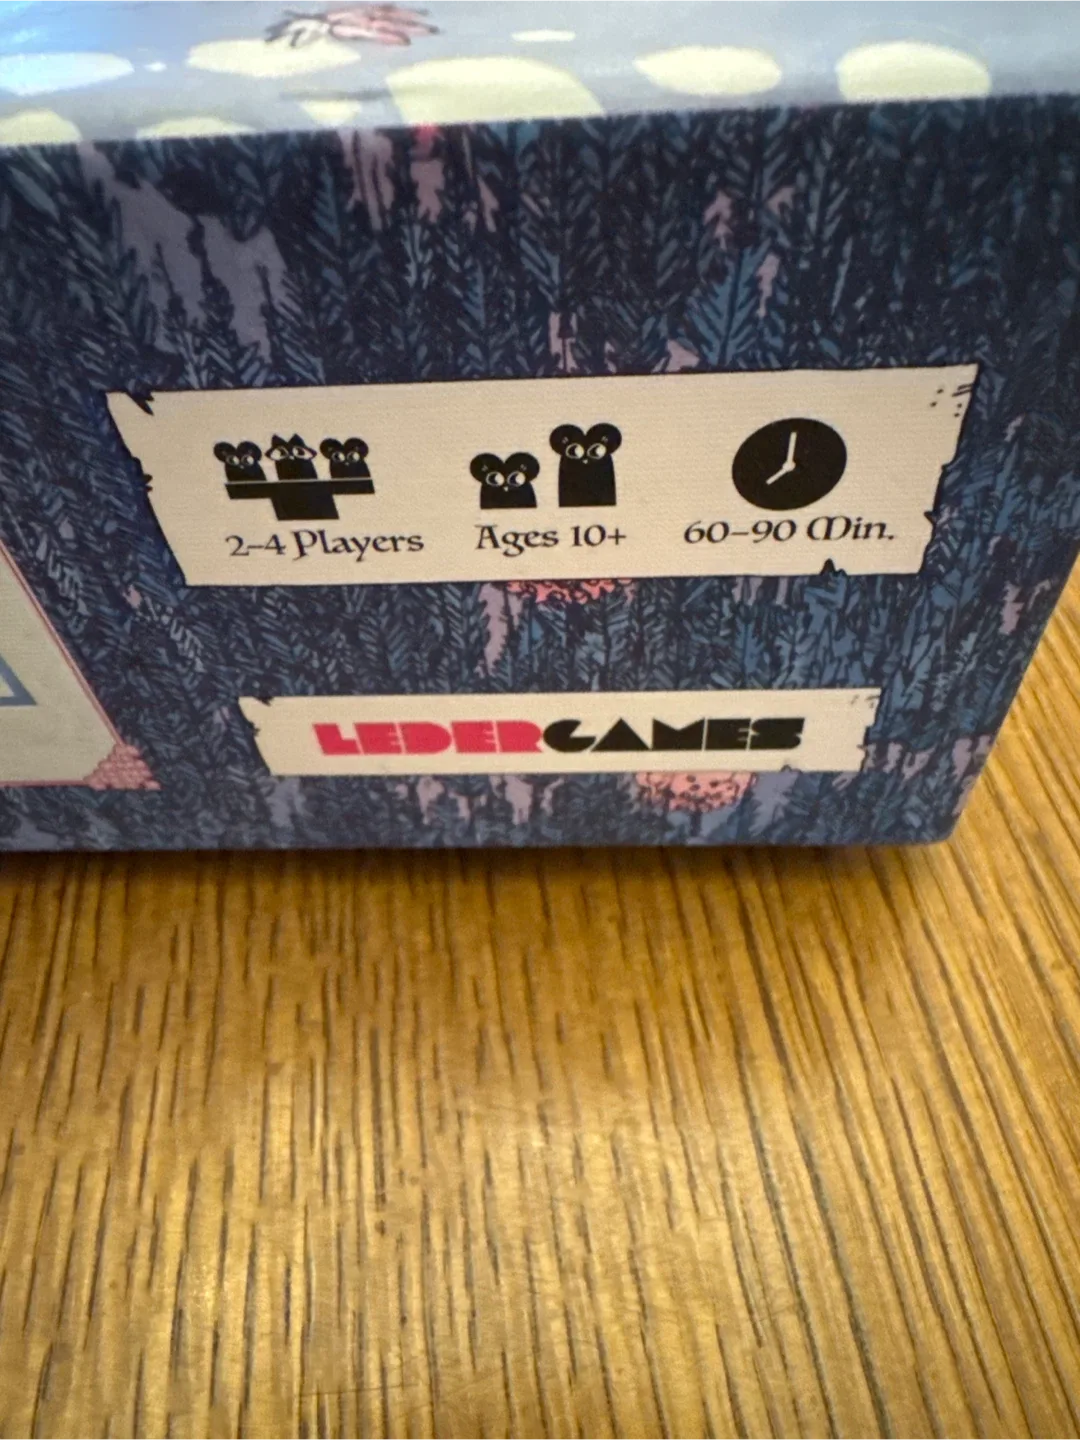 2–4 Players
Ages 10+
60–90 Min.
LEDERGAMES